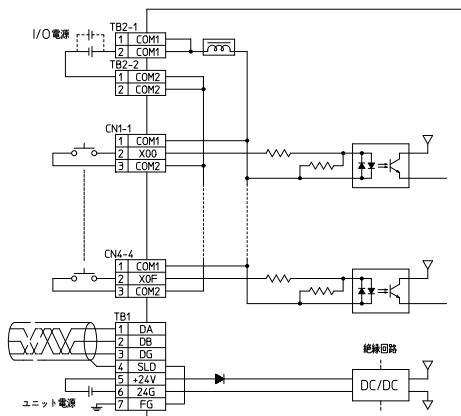 I/O電源
TB2-1
1 COM1
2 COM1
TB2-2
1 COM2
2 COM2
CN1-1
1 COM1
2 X00
3 COM2
CN4-4
1 COM1
2 X0F
3 COM2
TB1
1 DA
2 DB
3 DG
4 SLD
5 +24V
6 24G
7 FG
ユニット電源
絶縁回路
DC/DC